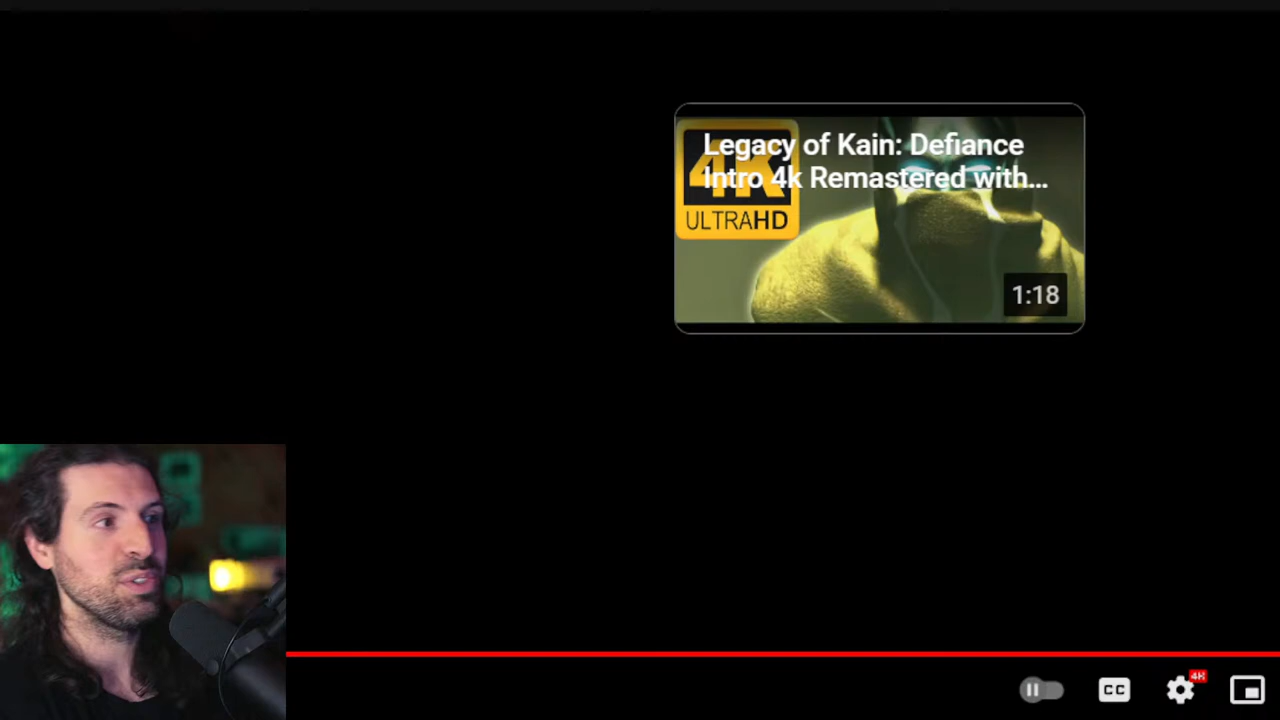 Legacy of Kain: Defiance
Intro 4k Remastered with...
4K
ULTRAHD
1:18
CC
4K